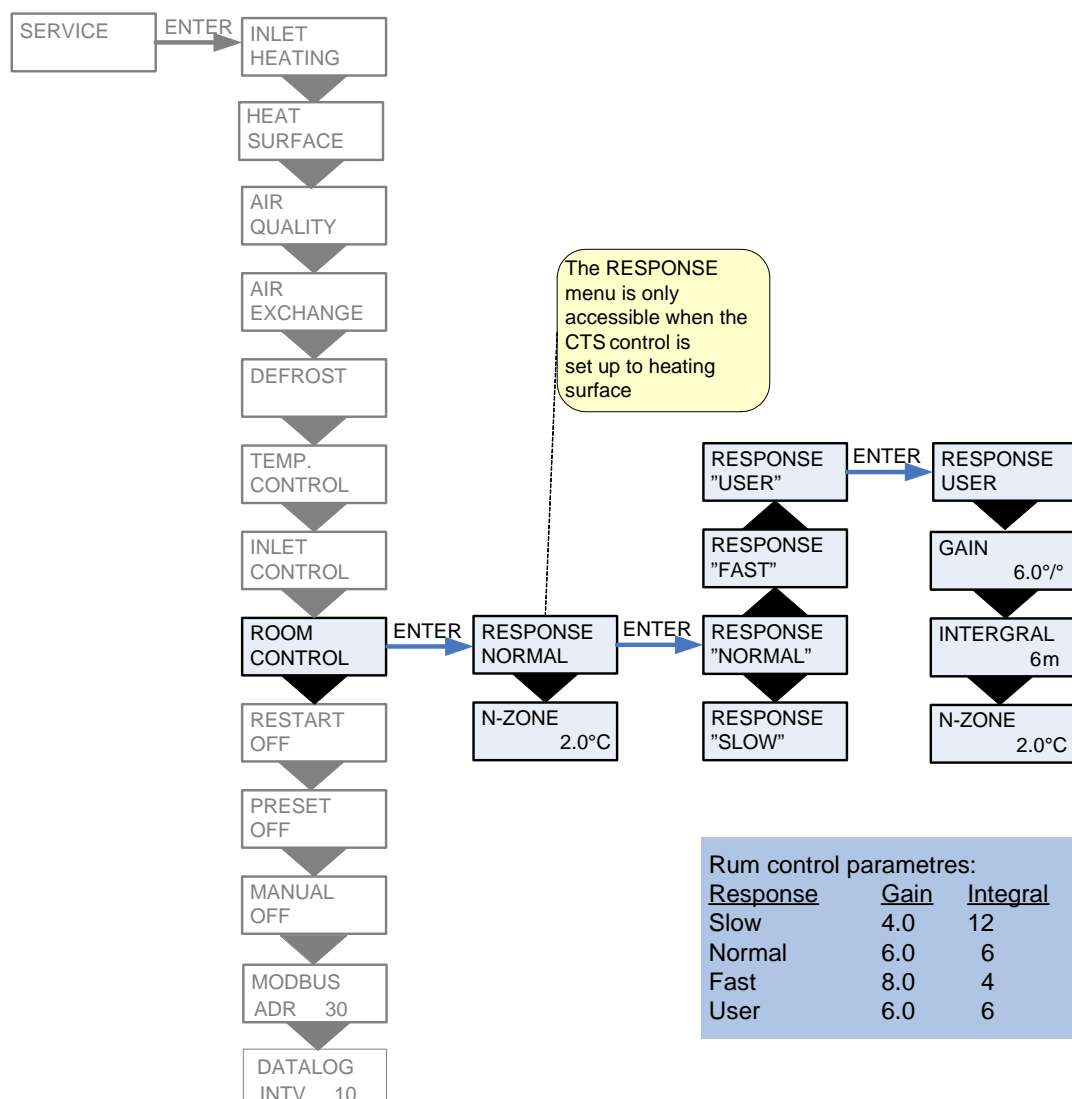 SERVICE
ENTER
INLET
HEATING
HEAT
SURFACE
AIR
QUALITY
AIR
EXCHANGE
DEFROST
TEMP.
CONTROL
INLET
CONTROL
ROOM
CONTROL
RESTART
OFF
PRESET
OFF
MANUAL
OFF
MODBUS
ADR 30
DATALOG
INTV 10
The RESPONSE
menu is only
accessible when the
CTS control is
set up to heating
surface
ENTER
RESPONSE
NORMAL
N-ZONE
2.0°C
ENTER
RESPONSE
”USER”
RESPONSE
”FAST”
RESPONSE
”NORMAL”
RESPONSE
”SLOW”
ENTER
RESPONSE
USER
GAIN
6.0°/°
INTERGRAL
6m
N-ZONE
2.0°C
Rum control parametres:
Response Gain Integral
Slow 4.0 12
Normal 6.0 6
Fast 8.0 4
User 6.0 6